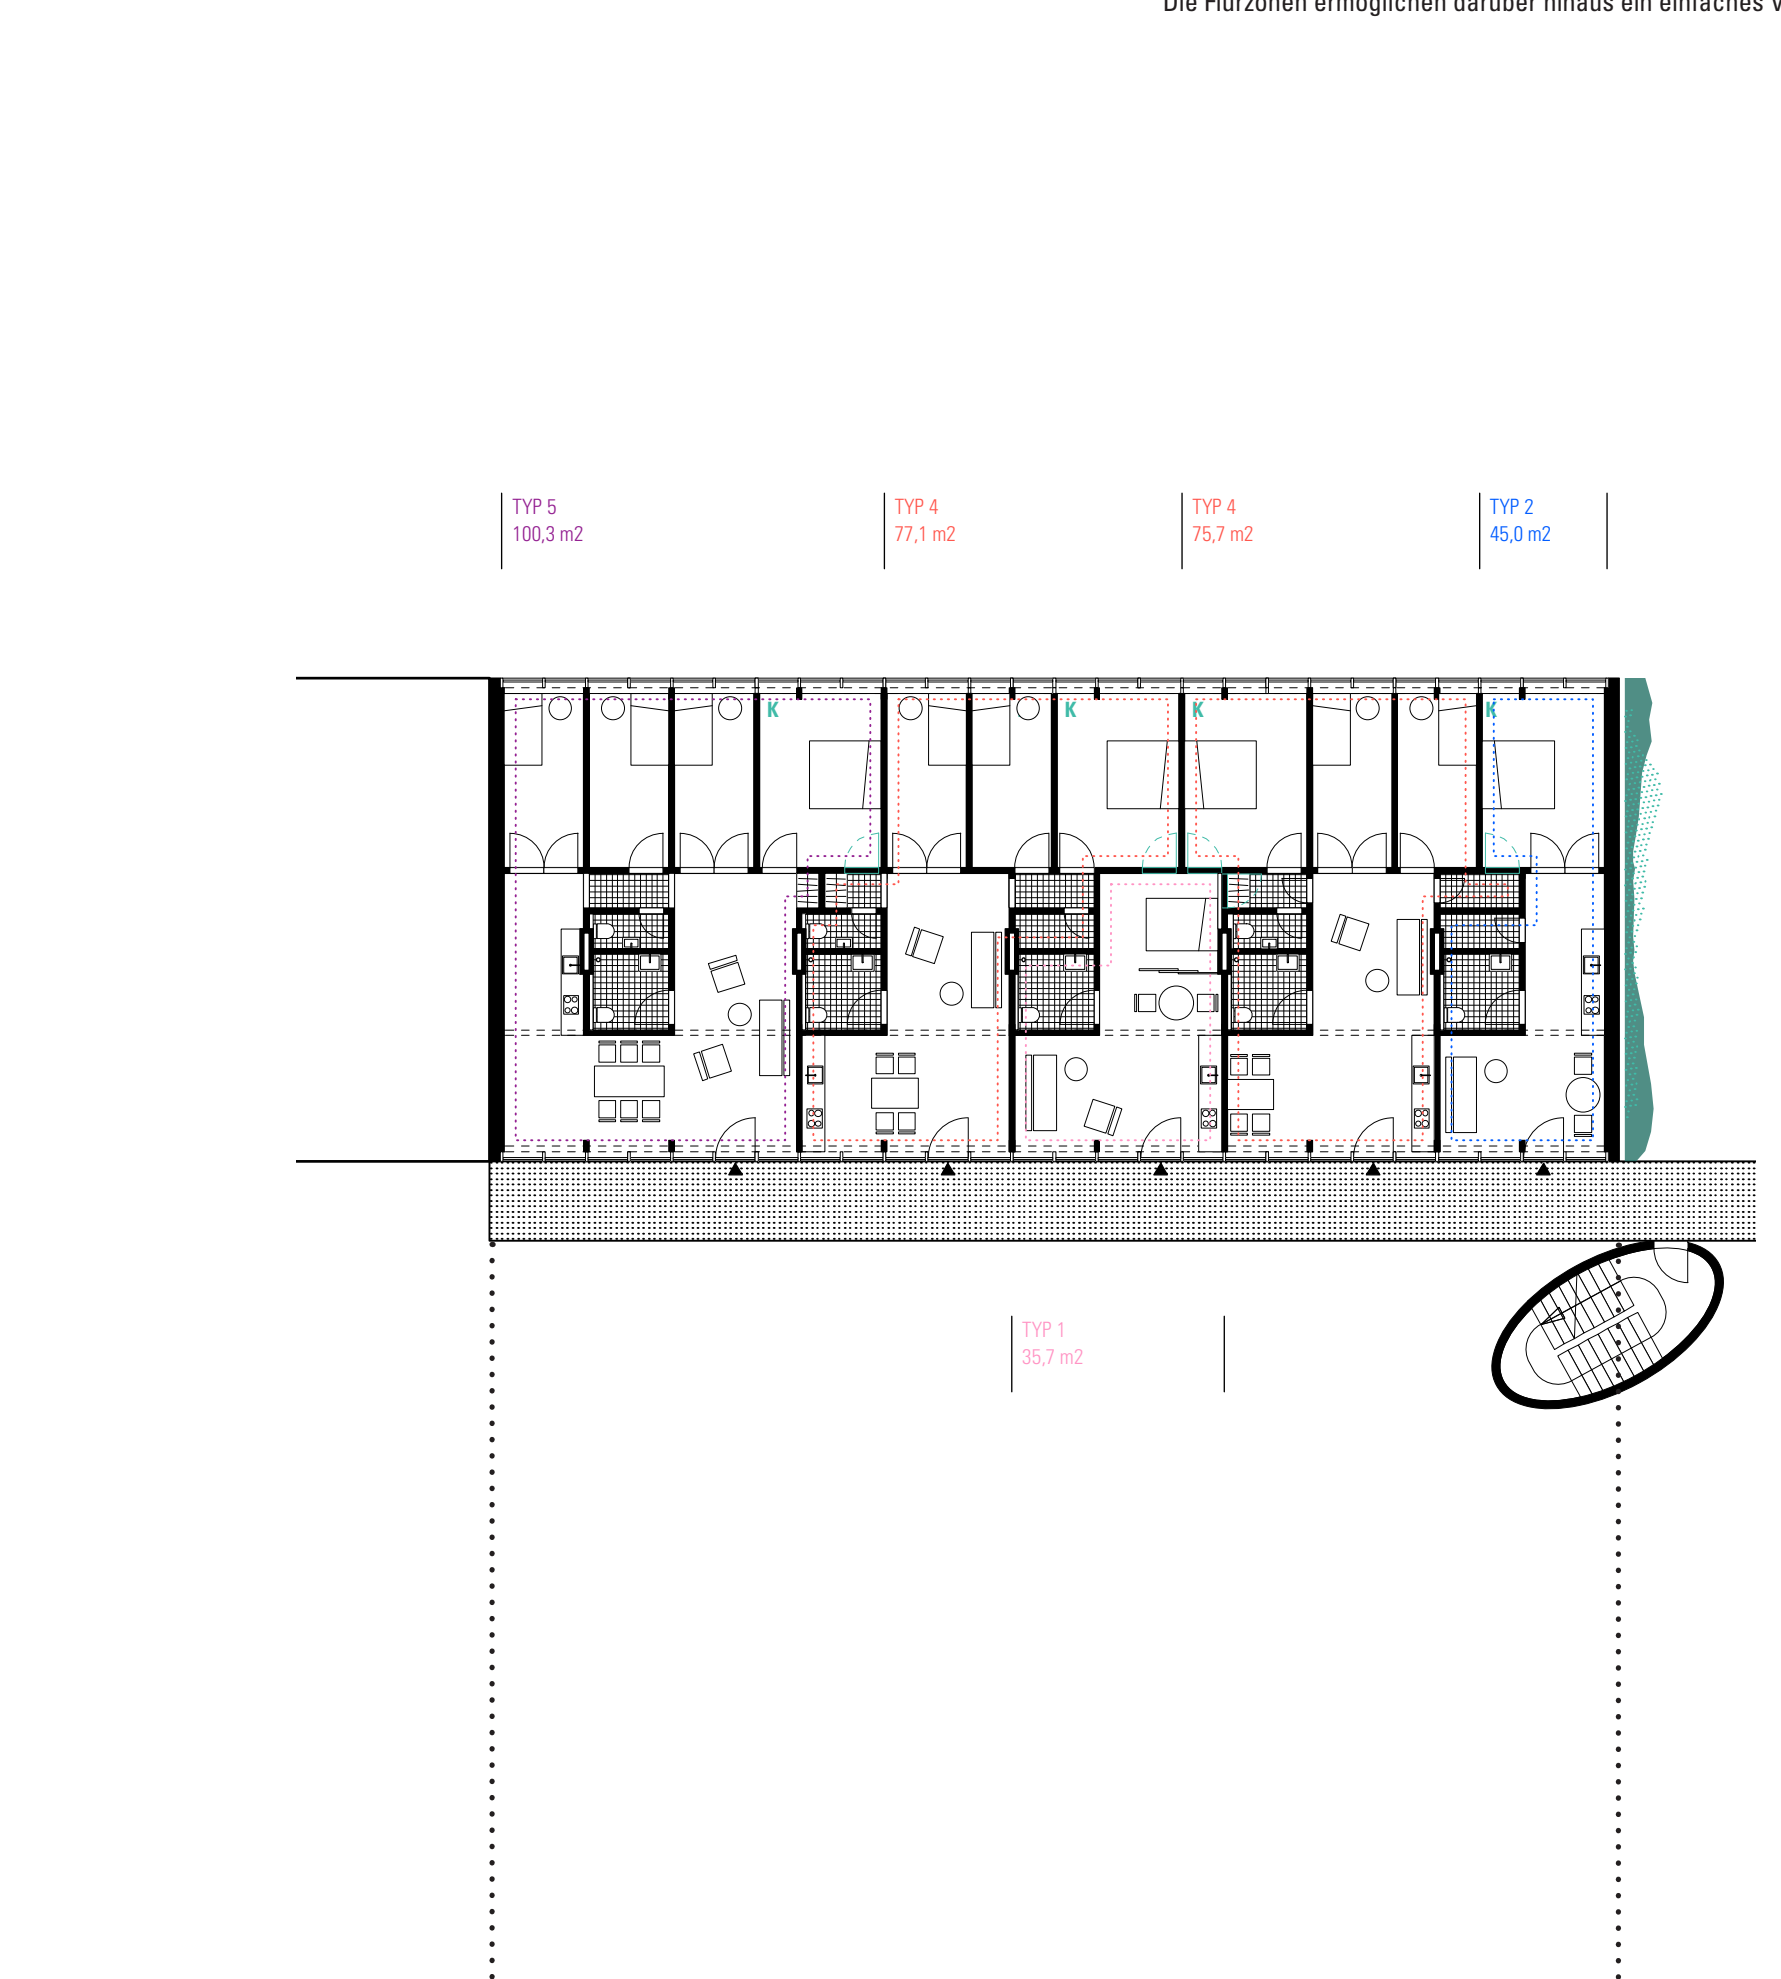 Die Flurzonen ermöglichen darüber hinaus ein einfaches
TYP 5
100,3 m2
TYP 4
77,1 m2
TYP 4
75,7 m2
TYP 2
45,0 m2
K
K
K
K
TYP 1
35,7 m2